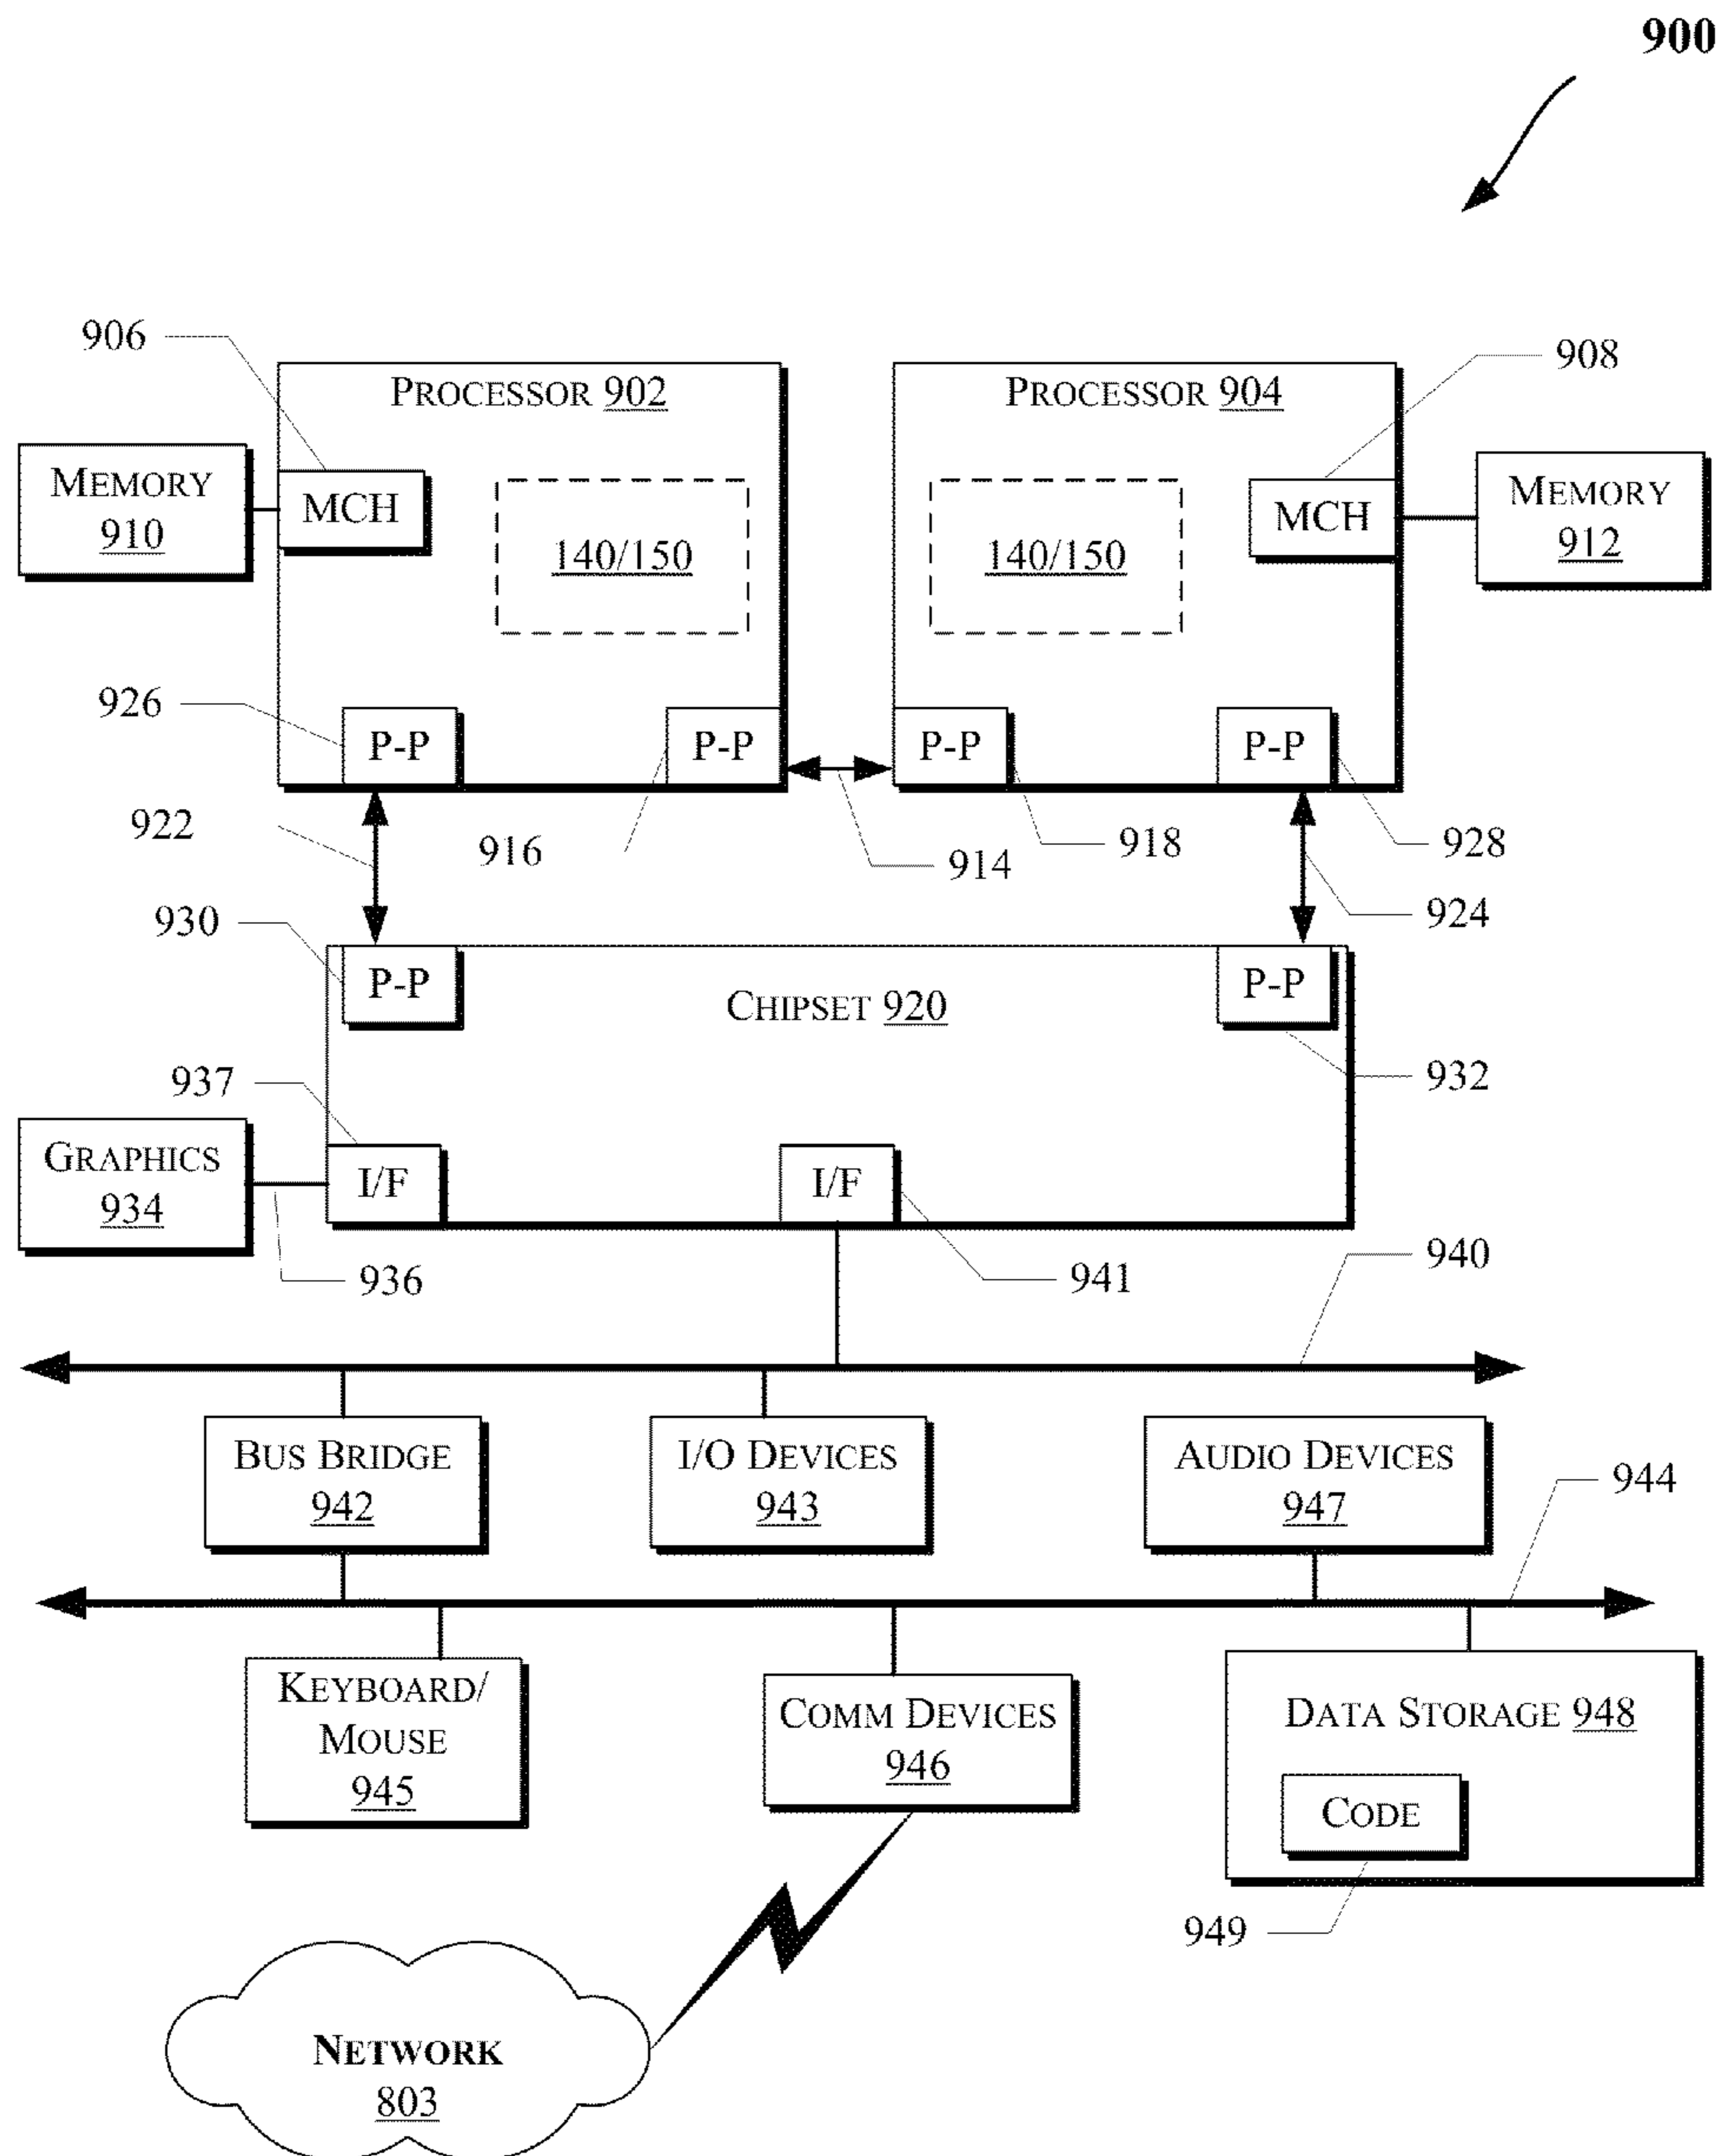 900
906
908
PROCESSOR 902
PROCESSOR 904
MEMORY
910
MCH
140/150
140/150
MCH
MEMORY
912
926
P-P
P-P
P-P
P-P
922
916
914
918
928
924
930
P-P
CHIPSET 920
P-P
937
932
GRAPHICS
934
I/F
I/F
936
941
940
BUS BRIDGE
942
I/O DEVICES
943
AUDIO DEVICES
947
944
KEYBOARD/
MOUSE
945
COMM DEVICES
946
DATA STORAGE 948
CODE
949
NETWORK
803